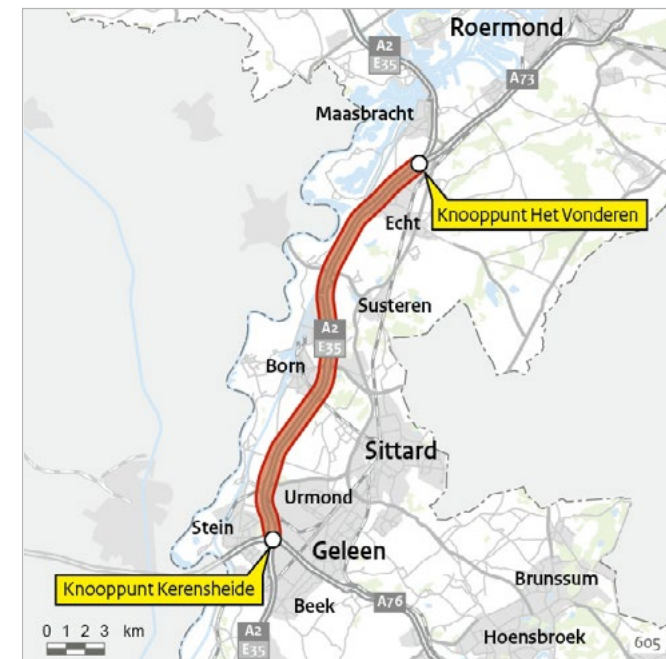 Roermond
A2
E35
A73
Maasbracht
Knooppunt Het Vonderen
Echt
Susteren
A2
E35
Born
Sittard
Urmond
Stein
Geleen
Knooppunt Kerensheide
Brunssum
A76
Beek
0 1 2 3 km
A2
E35
Hoensbroek
605